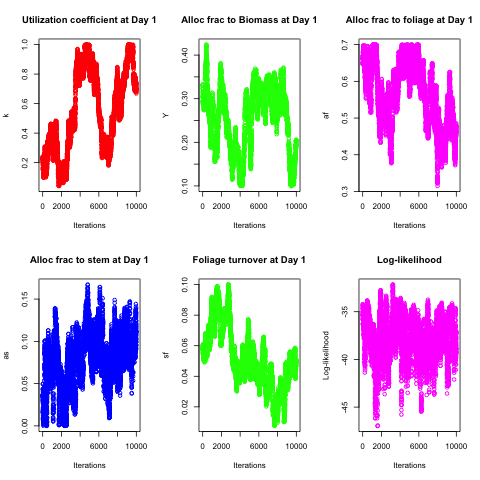 Utilization coefficient at Day 1
Alloc frac to Biomass at Day 1
Alloc frac to foliage at Day 1
k
0.2 0.4 0.6 0.8 1.0
0 2000 6000 10000
Iterations
Y
0.10 0.20 0.30 0.40
0 2000 6000 10000
Iterations
af
0.3 0.4 0.5 0.6 0.7
0 2000 6000 10000
Iterations
Alloc frac to stem at Day 1
Foliage turnover at Day 1
Log-likelihood
as
0.00 0.05 0.10 0.15
0 2000 6000 10000
Iterations
sf
0.02 0.04 0.06 0.08 0.10
0 2000 6000 10000
Iterations
Log-likelihood
-45 -40 -35
0 2000 6000 10000
Iterations